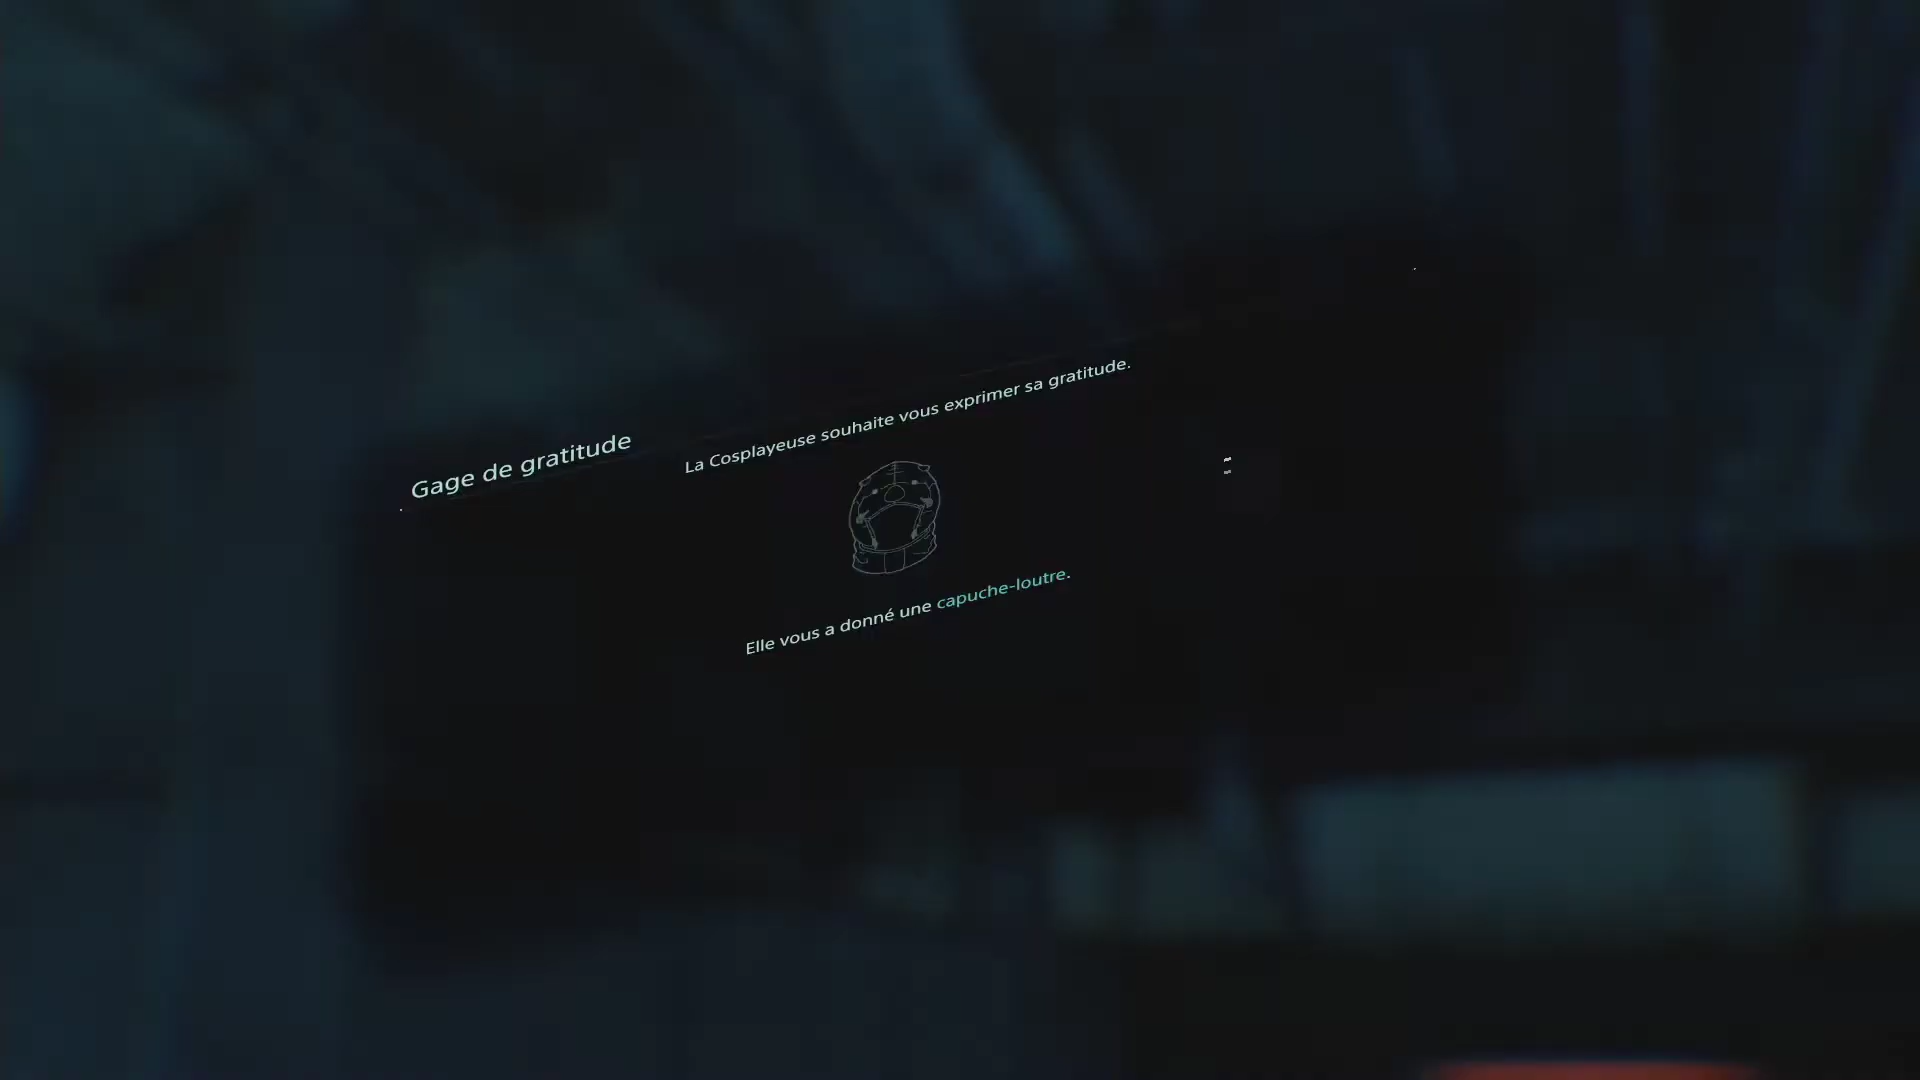 Gage de gratitude
La Cosplayeuse souhaite vous exprimer sa gratitude.
Elle vous a donné une capuche-loutre.